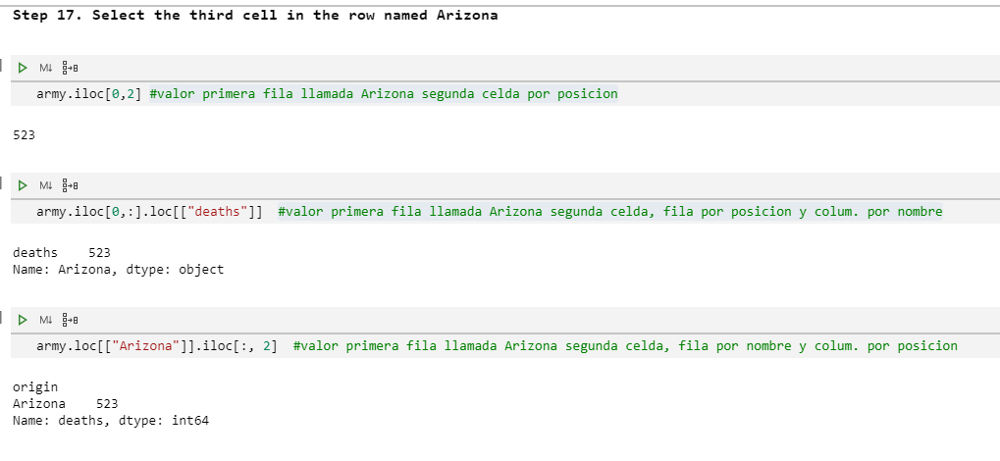 Step 17. Select the third cell in the row named Arizona
M↓
army.iloc[0,2] #valor primera fila llamada Arizona segunda celda por posicion
523
M↓
army.iloc[0,:].loc[["deaths"]]  #valor primera fila llamada Arizona segunda celda, fila por posicion y colum. por nombre
deaths    523
Name: Arizona, dtype: object
M↓
army.loc[["Arizona"]].iloc[:, 2]  #valor primera fila llamada Arizona segunda celda, fila por nombre y colum. por posicion
origin
Arizona    523
Name: deaths, dtype: int64